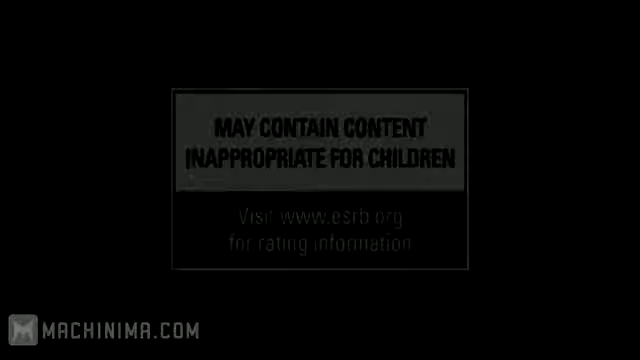 MAY CONTAIN CONTENT
INAPPROPRIATE FOR CHILDREN
Visit www.esrb.org
for rating information
MACHINIMA.COM